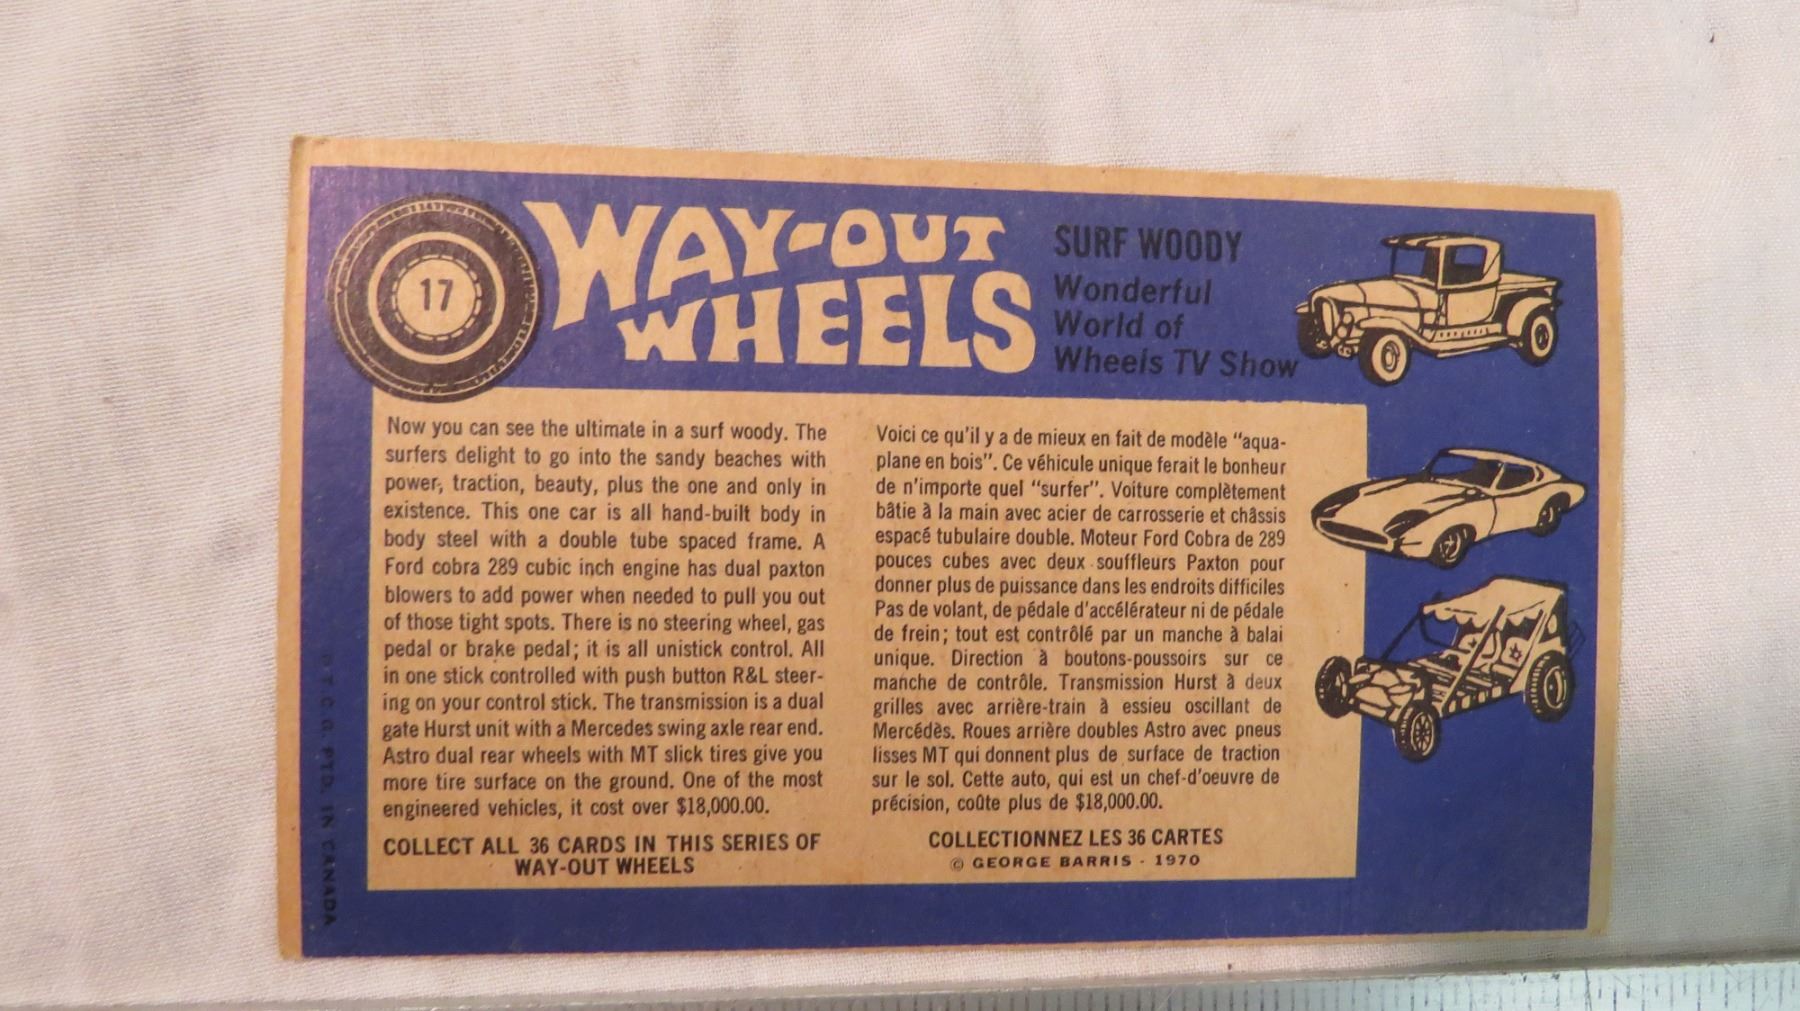 17
WAY-OUT
WHEELS
SURF WOODY
Wonderful
World of
Wheels TV Show
Now you can see the ultimate in a surf woody. The
surfers delight to go into the sandy beaches with
power, traction, beauty, plus the one and only in
existence. This one car is all hand-built body in
body steel with a double tube spaced frame. A
Ford cobra 289 cubic inch engine has dual paxton
blowers to add power when needed to pull you out
of those tight spots. There is no steering wheel, gas
pedal or brake pedal; it is all unistick control. All
in one stick controlled with push button R&L steer-
ing on your control stick. The transmission is a dual
gate Hurst unit with a Mercedes swing axle rear end.
Astro dual rear wheels with MT slick tires give you
more tire surface on the ground. One of the most
engineered vehicles, it cost over $18,000.00.
COLLECT ALL 36 CARDS IN THIS SERIES OF
WAY-OUT WHEELS
Voici ce qu'il y a de mieux en fait de modèle "aqua-
plane en bois". Ce véhicule unique ferait le bonheur
de n'importe quel "surfer". Voiture complètement
bâtie à la main avec acier de carrosserie et châssis
espacé tubulaire double. Moteur Ford Cobra de 289
pouces cubes avec deux souffleurs Paxton pour
donner plus de puissance dans les endroits difficiles
Pas de volant, de pédale d'accélérateur ni de pédale
de frein; tout est contrôlé par un manche à balai
unique. Direction à boutons-poussoirs sur ce
manche de contrôle. Transmission Hurst à deux
grilles avec arrière-train à essieu oscillant de
Mercédès. Roues arrière doubles Astro avec pneus
lisses MT qui donnent plus de surface de traction
sur le sol. Cette auto, qui est un chef-d'oeuvre de
précision, coûte plus de $18,000.00.
COLLECTIONNEZ LES 36 CARTES
© GEORGE BARRIS - 1970
PTD. IN CANADA